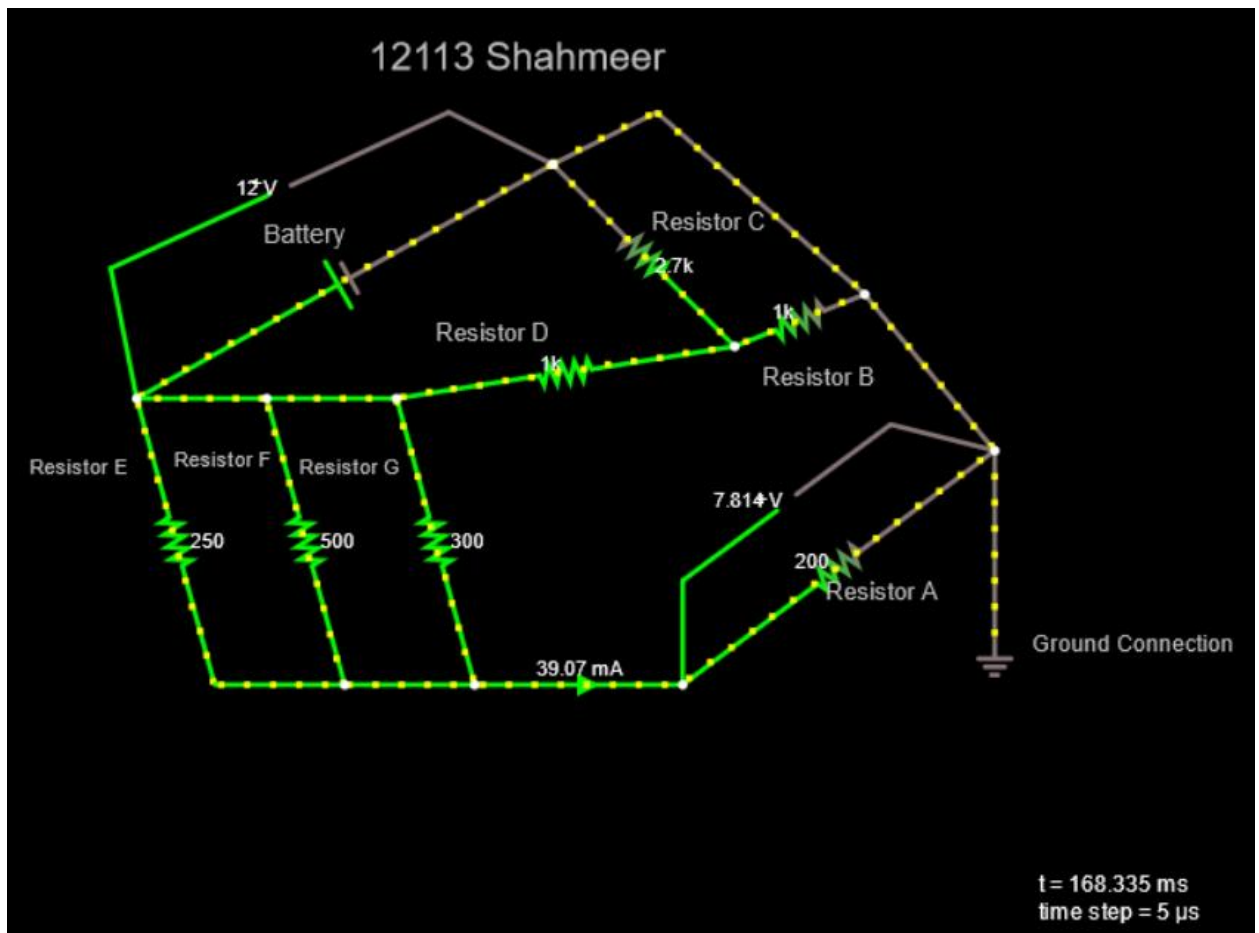 12113 Shahmeer
12 V
Battery
Resistor C
2.7k
1k
Resistor D
1k
Resistor B
Resistor E
Resistor F
Resistor G
7.814 V
250
500
300
200
Resistor A
Ground Connection
39.07 mA
t = 168.335 ms
time step = 5 µs